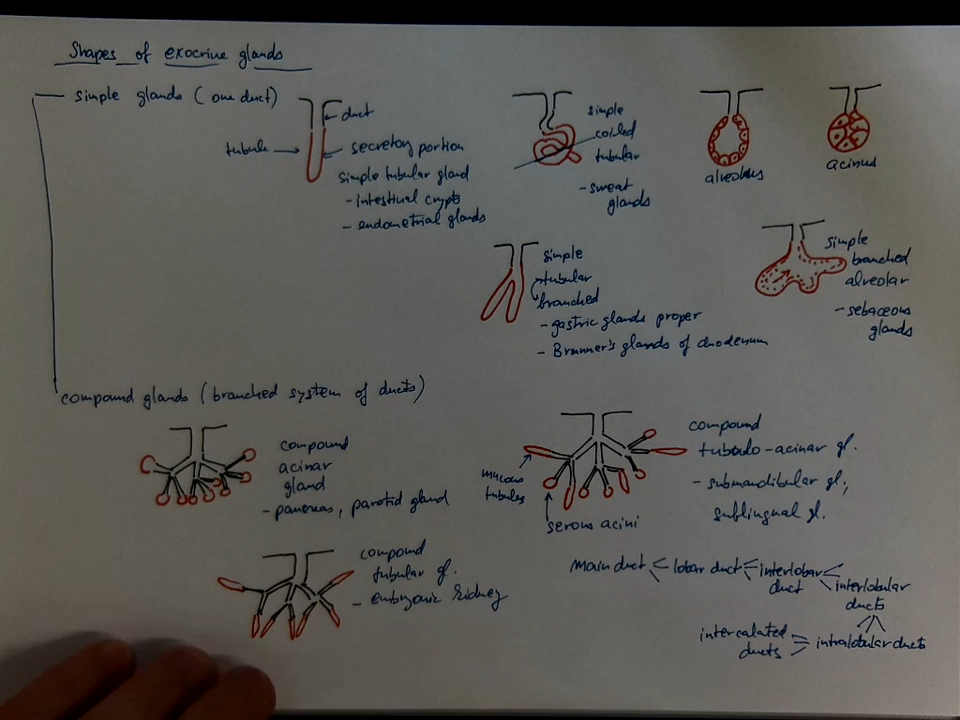 Shapes of exocrine glands
simple glands (one duct)
duct
tubule
secretory portion
simple tubular gland
- intestinal crypts
- endometrial glands
simple
coiled
tubular
- sweat
glands
alveolus
acinus
simple
tubular
branched
- gastric glands proper
- Brunner's glands of duodenum
simple
branched
alveolar
- sebaceous
glands
compound glands (branched system of ducts)
compound
acinar
gland
- pancreas, parotid gland
mucous
tubules
serous acini
compound
tubulo-acinar gl.
- submandibular gl.,
sublingual gl.
compound
tubular gl.
- embryonic kidney
main duct < lobar duct < interlobar
duct
interlobular
ducts
intralobular ducts
intercalated
ducts